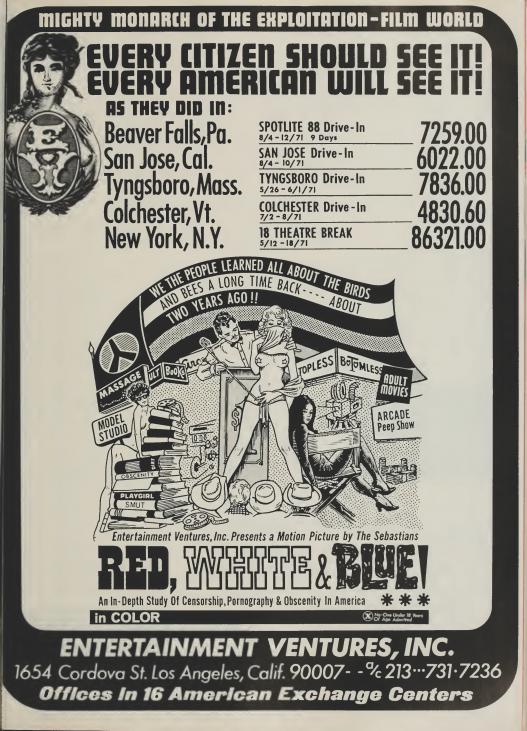 MIGHTY MONARCH OF THE EXPLOITATION-FILM WORLD
EVERY CITIZEN SHOULD SEE IT!
EVERY AMERICAN WILL SEE IT!
AS THEY DID IN:
Beaver Falls, Pa. SPOTLITE 88 Drive-In 7259.00
8/4-12/71 9 Days
San Jose, Cal. SAN JOSE Drive-In 6022.00
8/4-10/71
Tyngsboro, Mass. TYNGSBORO Drive-In 7836.00
5/26-6/1/71
Colchester, Vt. COLCHESTER Drive-In 4830.60
7/2-8/71
New York, N.Y. 18 THEATRE BREAK 86321.00
5/12-18/71
EVI
WE THE PEOPLE LEARNED ALL ABOUT THE BIRDS
AND BEES A LONG TIME BACK---- ABOUT
TWO YEARS AGO!!
MASSAGE
ULT BOOKS
TOPLESS BOTOMLESS
ADULT
MOVIES
MODEL
STUDIO
ARCADE
Peep Show
OBSCENITY
PLAYGIRL
SMUT
Entertainment Ventures, Inc. Presents a Motion Picture by The Sebastians
RED, WHITE & BLUE!
An In-Depth Study Of Censorship, Pornography & Obscenity In America ***
in COLOR
X No One Under 18 Years
Of Age Admitted
ENTERTAINMENT VENTURES, INC.
1654 Cordova St. Los Angeles, Calif. 90007-- a/c 213···731·7236
Offices In 16 American Exchange Centers